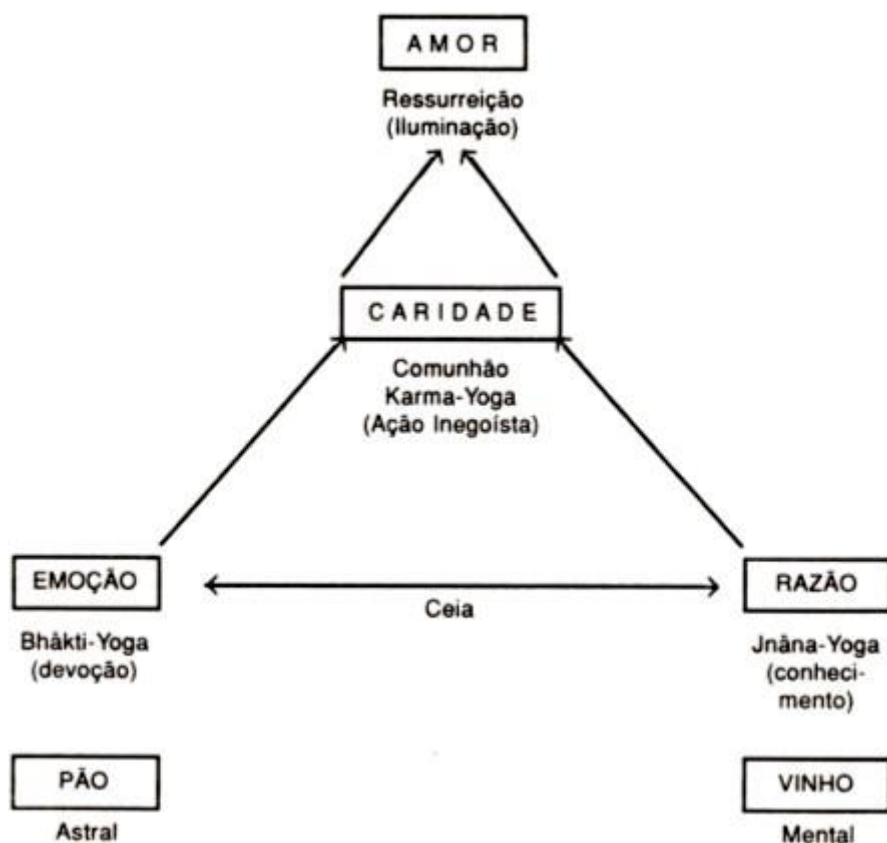 AMOR
Ressurreição
(Iluminação)
CARIDADE
Comunhão
Karma-Yoga
(Ação Inegoísta)
EMOÇÃO
Ceia
RAZÃO
Bhâkti-Yoga
(devoção)
Jnâna-Yoga
(conheci-
mento)
PÃO
Astral
VINHO
Mental